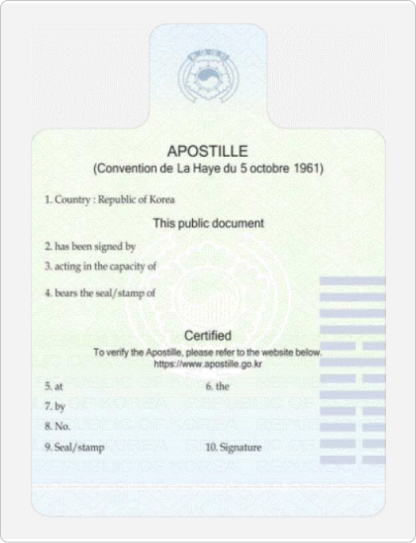 APOSTILLE
(Convention de La Haye du 5 octobre 1961)
1. Country : Republic of Korea
This public document
2. has been signed by
3. acting in the capacity of
4. bears the seal/stamp of
Certified
To verify the Apostille, please refer to the website below.
https://www.apostille.go.kr
5. at 6. the
7. by
8. No.
9. Seal/stamp 10. Signature